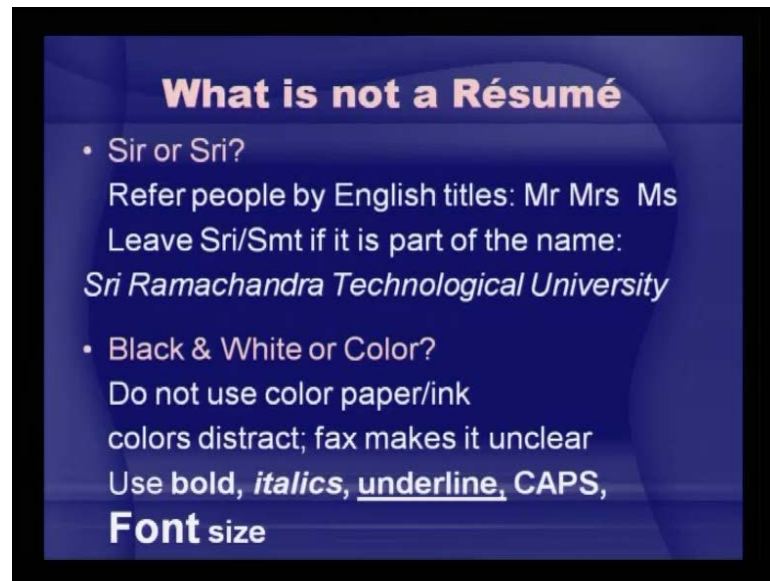 What is not a Résumé
• Sir or Sri?
Refer people by English titles: Mr Mrs Ms
Leave Sri/Smt if it is part of the name:
Sri Ramachandra Technological University
• Black & White or Color?
Do not use color paper/ink
colors distract; fax makes it unclear
Use bold, italics, underline, CAPS,
Font size